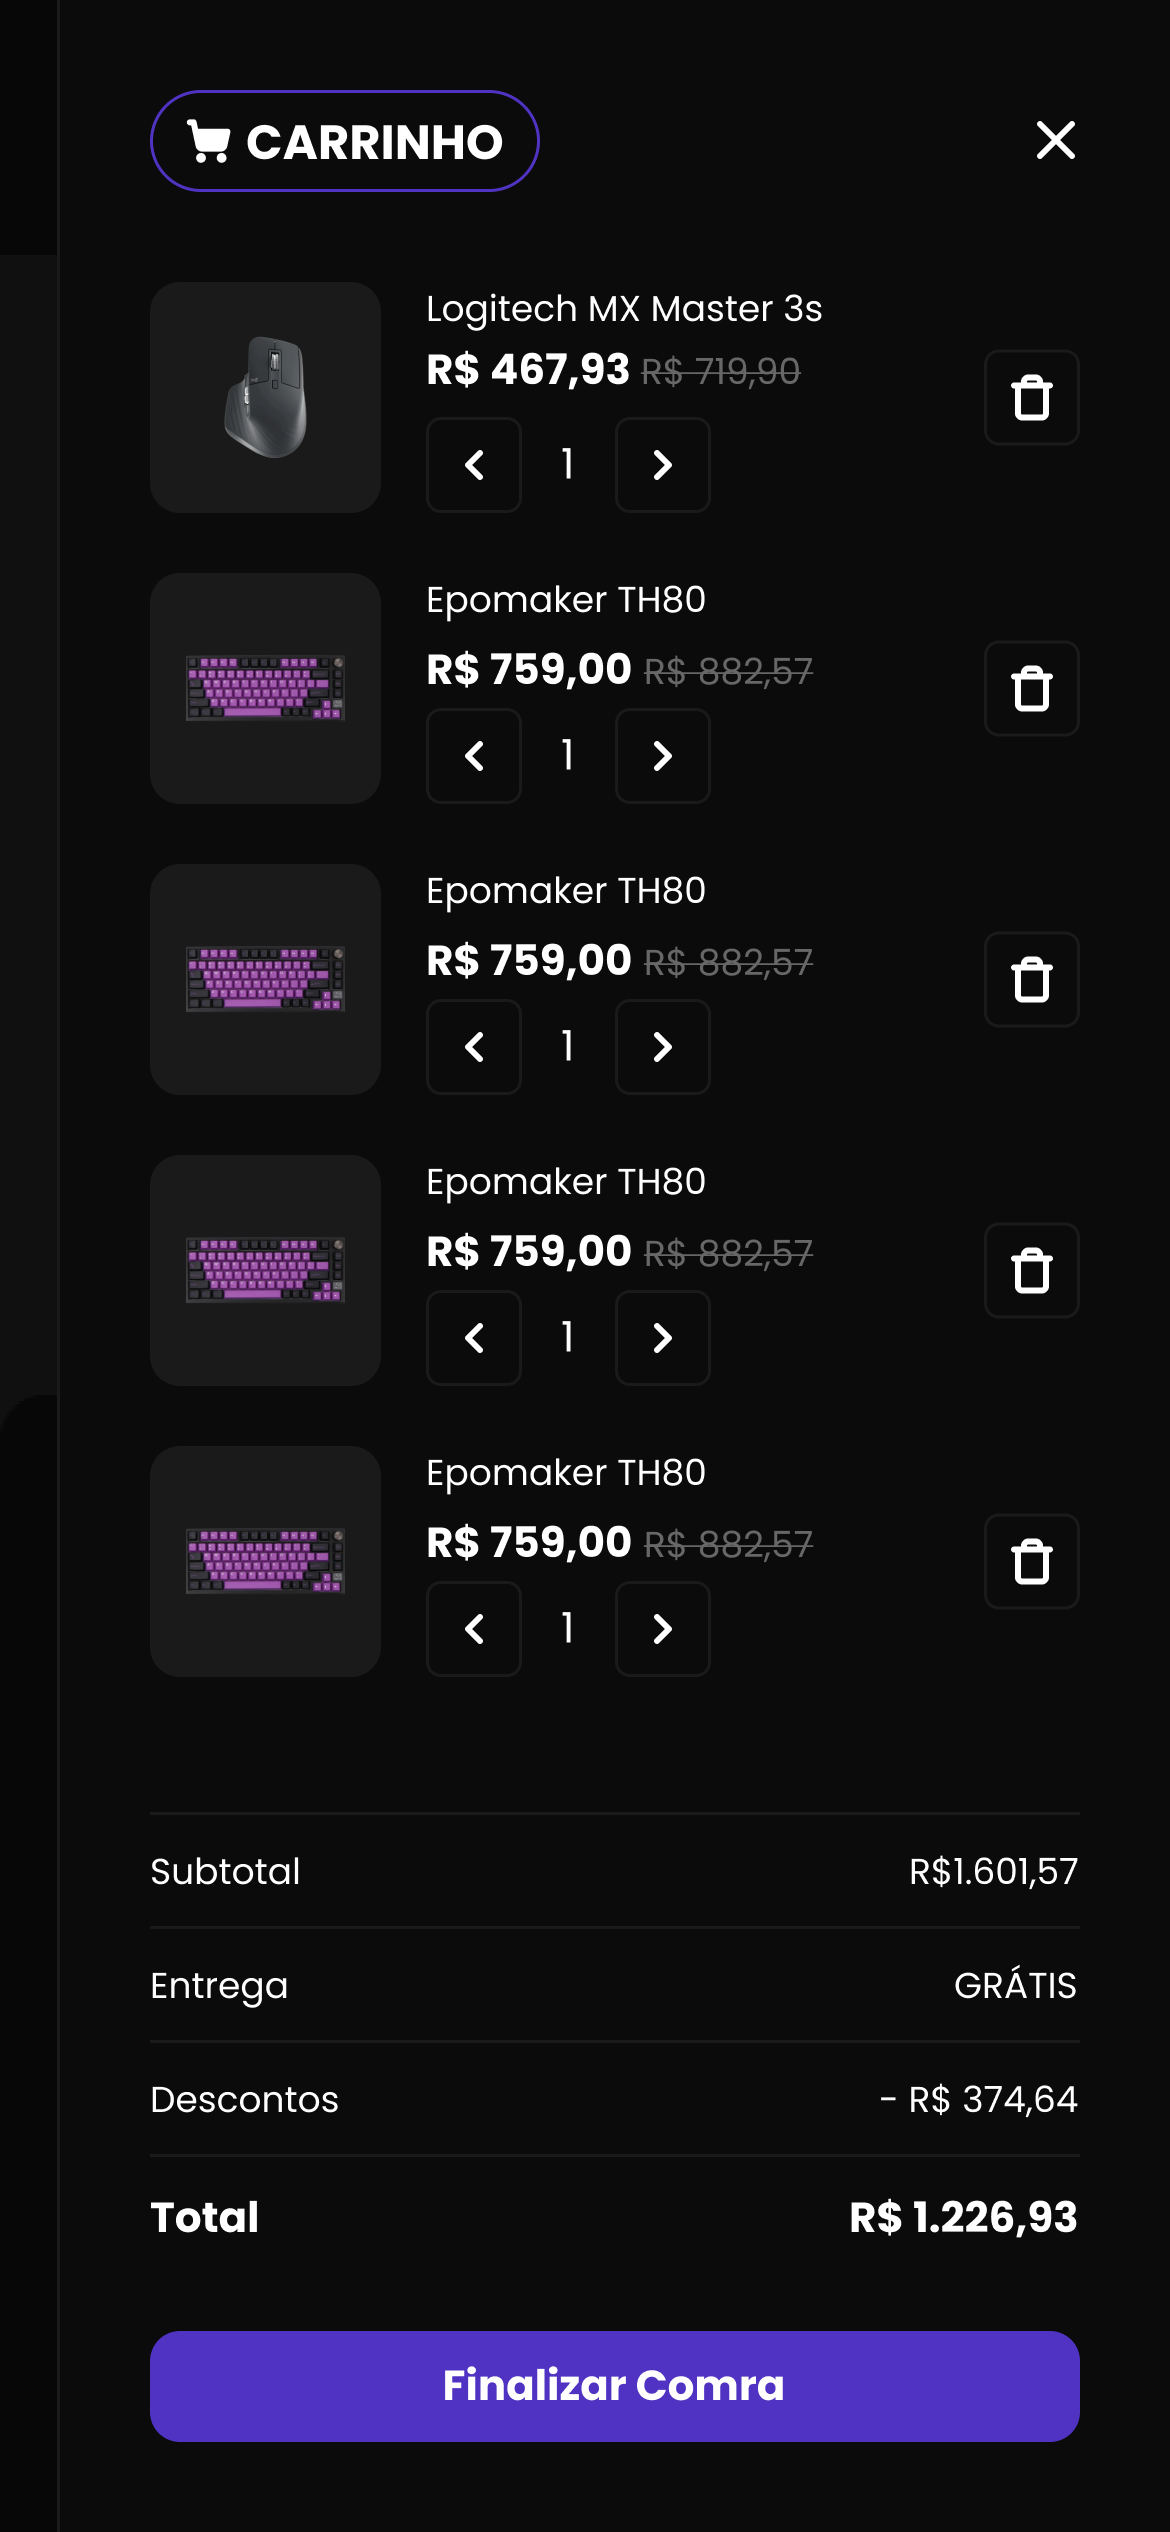 CARRINHO
Logitech MX Master 3s
R$ 467,93 R$ 719,90
1
Epomaker TH80
R$ 759,00 R$ 882,57
1
Epomaker TH80
R$ 759,00 R$ 882,57
1
Epomaker TH80
R$ 759,00 R$ 882,57
1
Epomaker TH80
R$ 759,00 R$ 882,57
1
Subtotal R$1.601,57
Entrega GRÁTIS
Descontos - R$ 374,64
Total R$ 1.226,93
Finalizar Comra